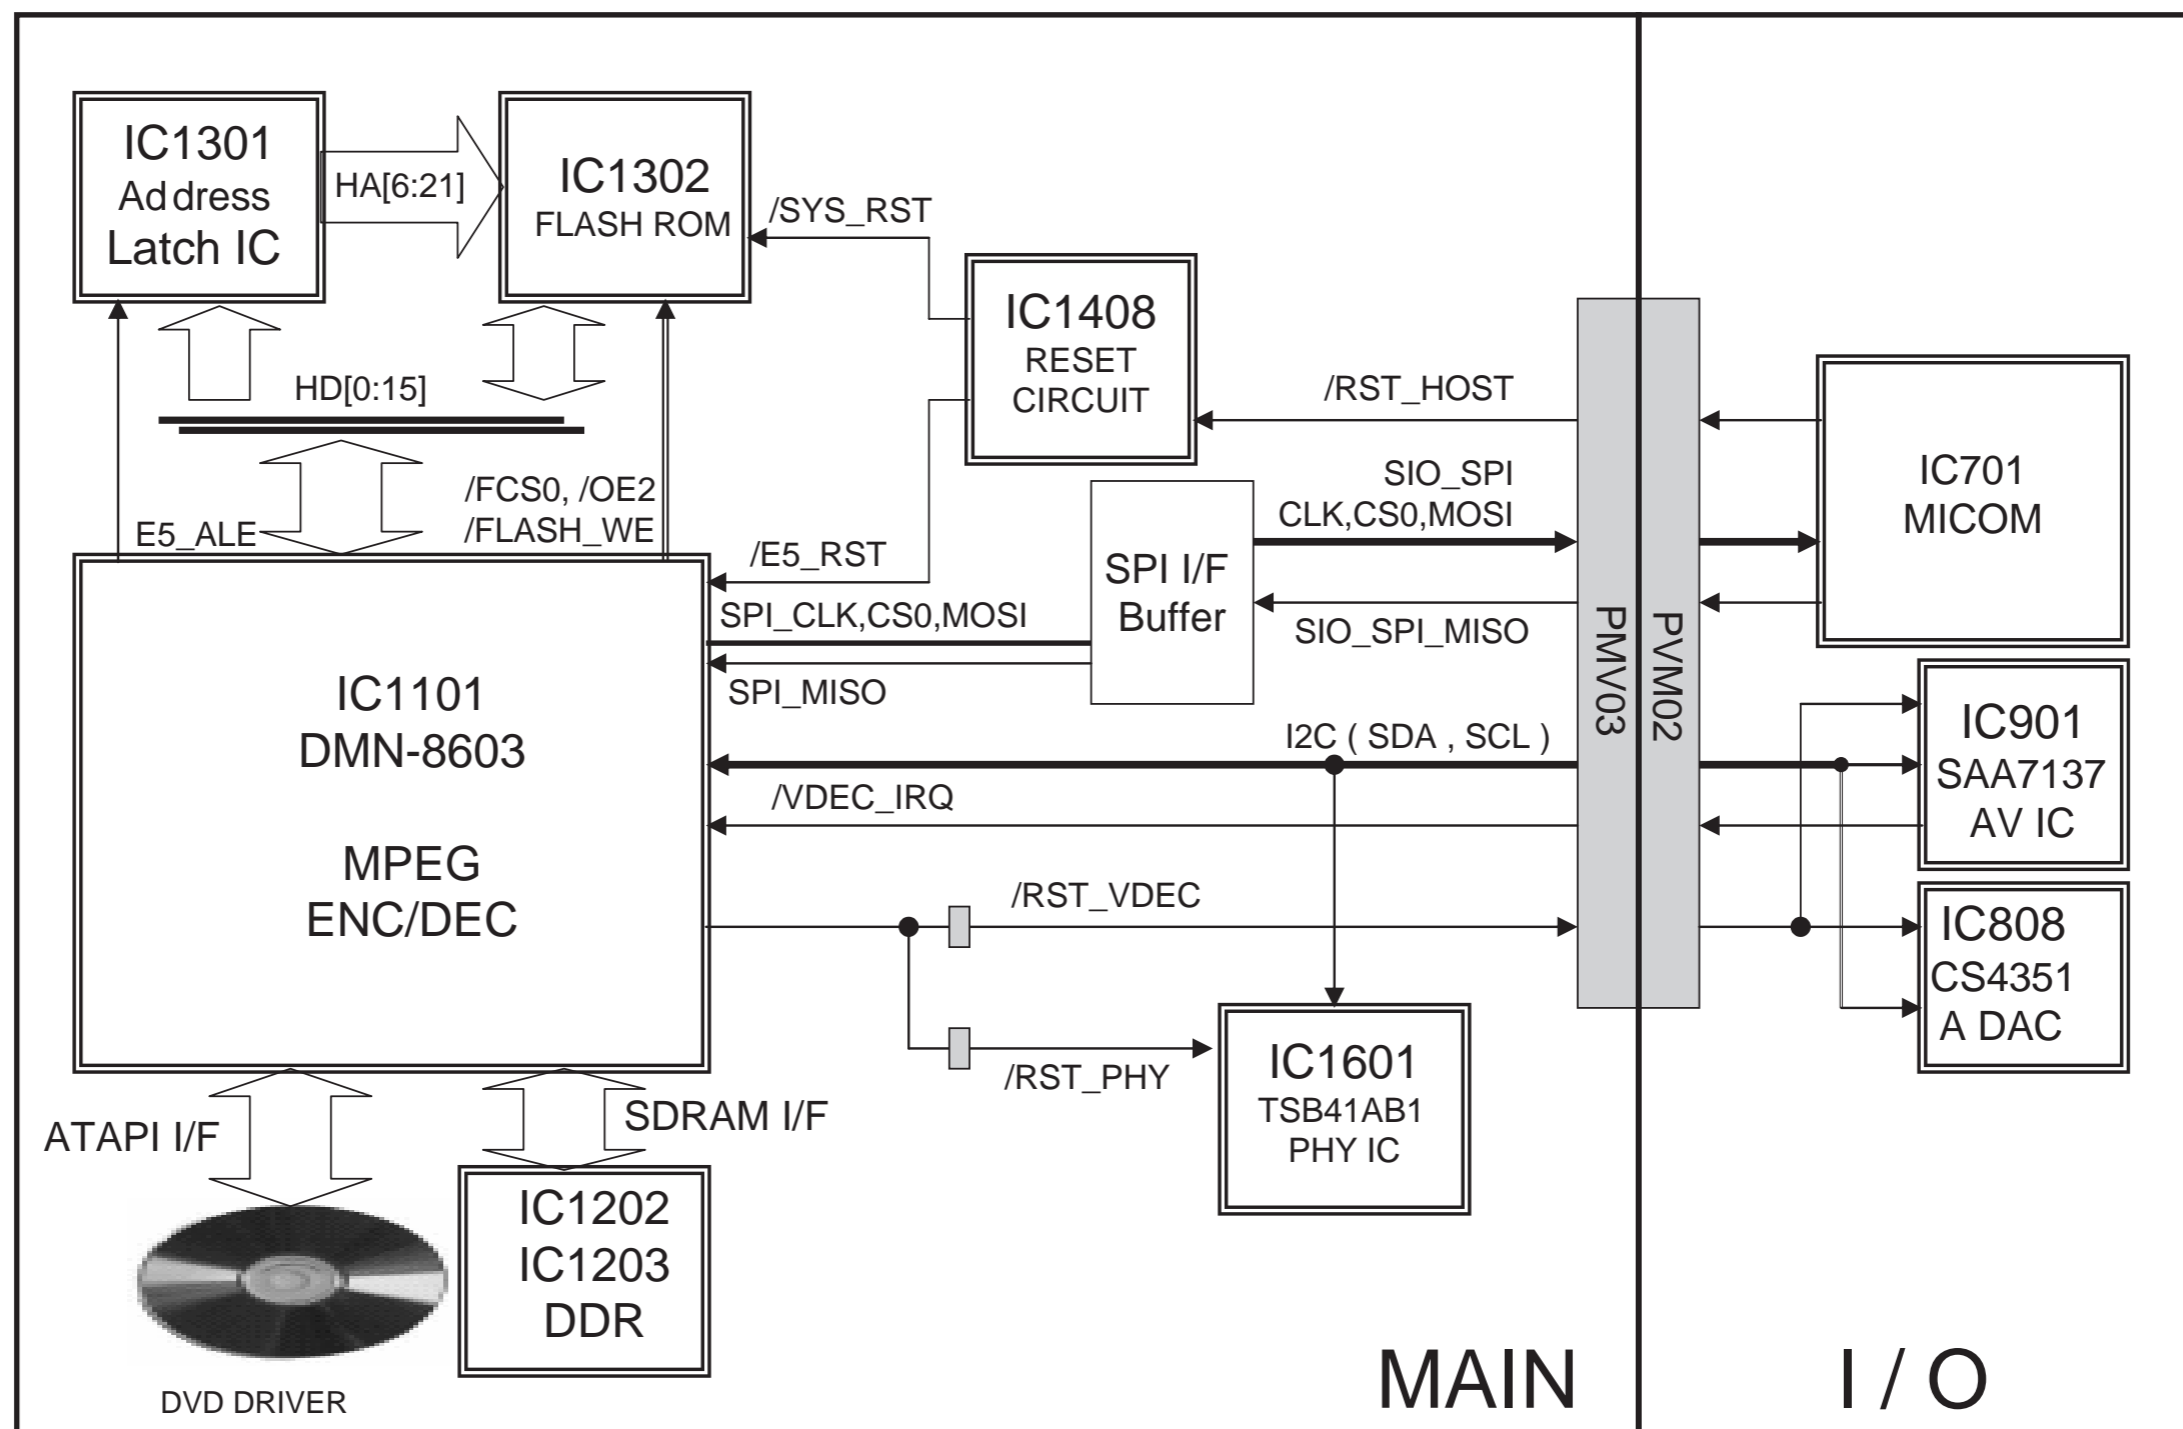 IC1301
Address
Latch IC
HA[6:21]
IC1302
FLASH ROM
/SYS_RST
IC1408
RESET
CIRCUIT
/RST_HOST
HD[0:15]
E5_ALE
/FCS0, /OE2
/FLASH_WE
/E5_RST
SPI_CLK,CS0,MOSI
SPI_MISO
SPI I/F
Buffer
SIO_SPI
CLK,CS0,MOSI
SIO_SPI_MISO
PMV03
PVM02
IC701
MICOM
IC1101
DMN-8603
MPEG
ENC/DEC
I2C ( SDA , SCL )
/VDEC_IRQ
/RST_VDEC
/RST_PHY
IC901
SAA7137
AV IC
IC808
CS4351
A DAC
IC1601
TSB41AB1
PHY IC
ATAPI I/F
SDRAM I/F
IC1202
IC1203
DDR
DVD DRIVER
MAIN
I / O